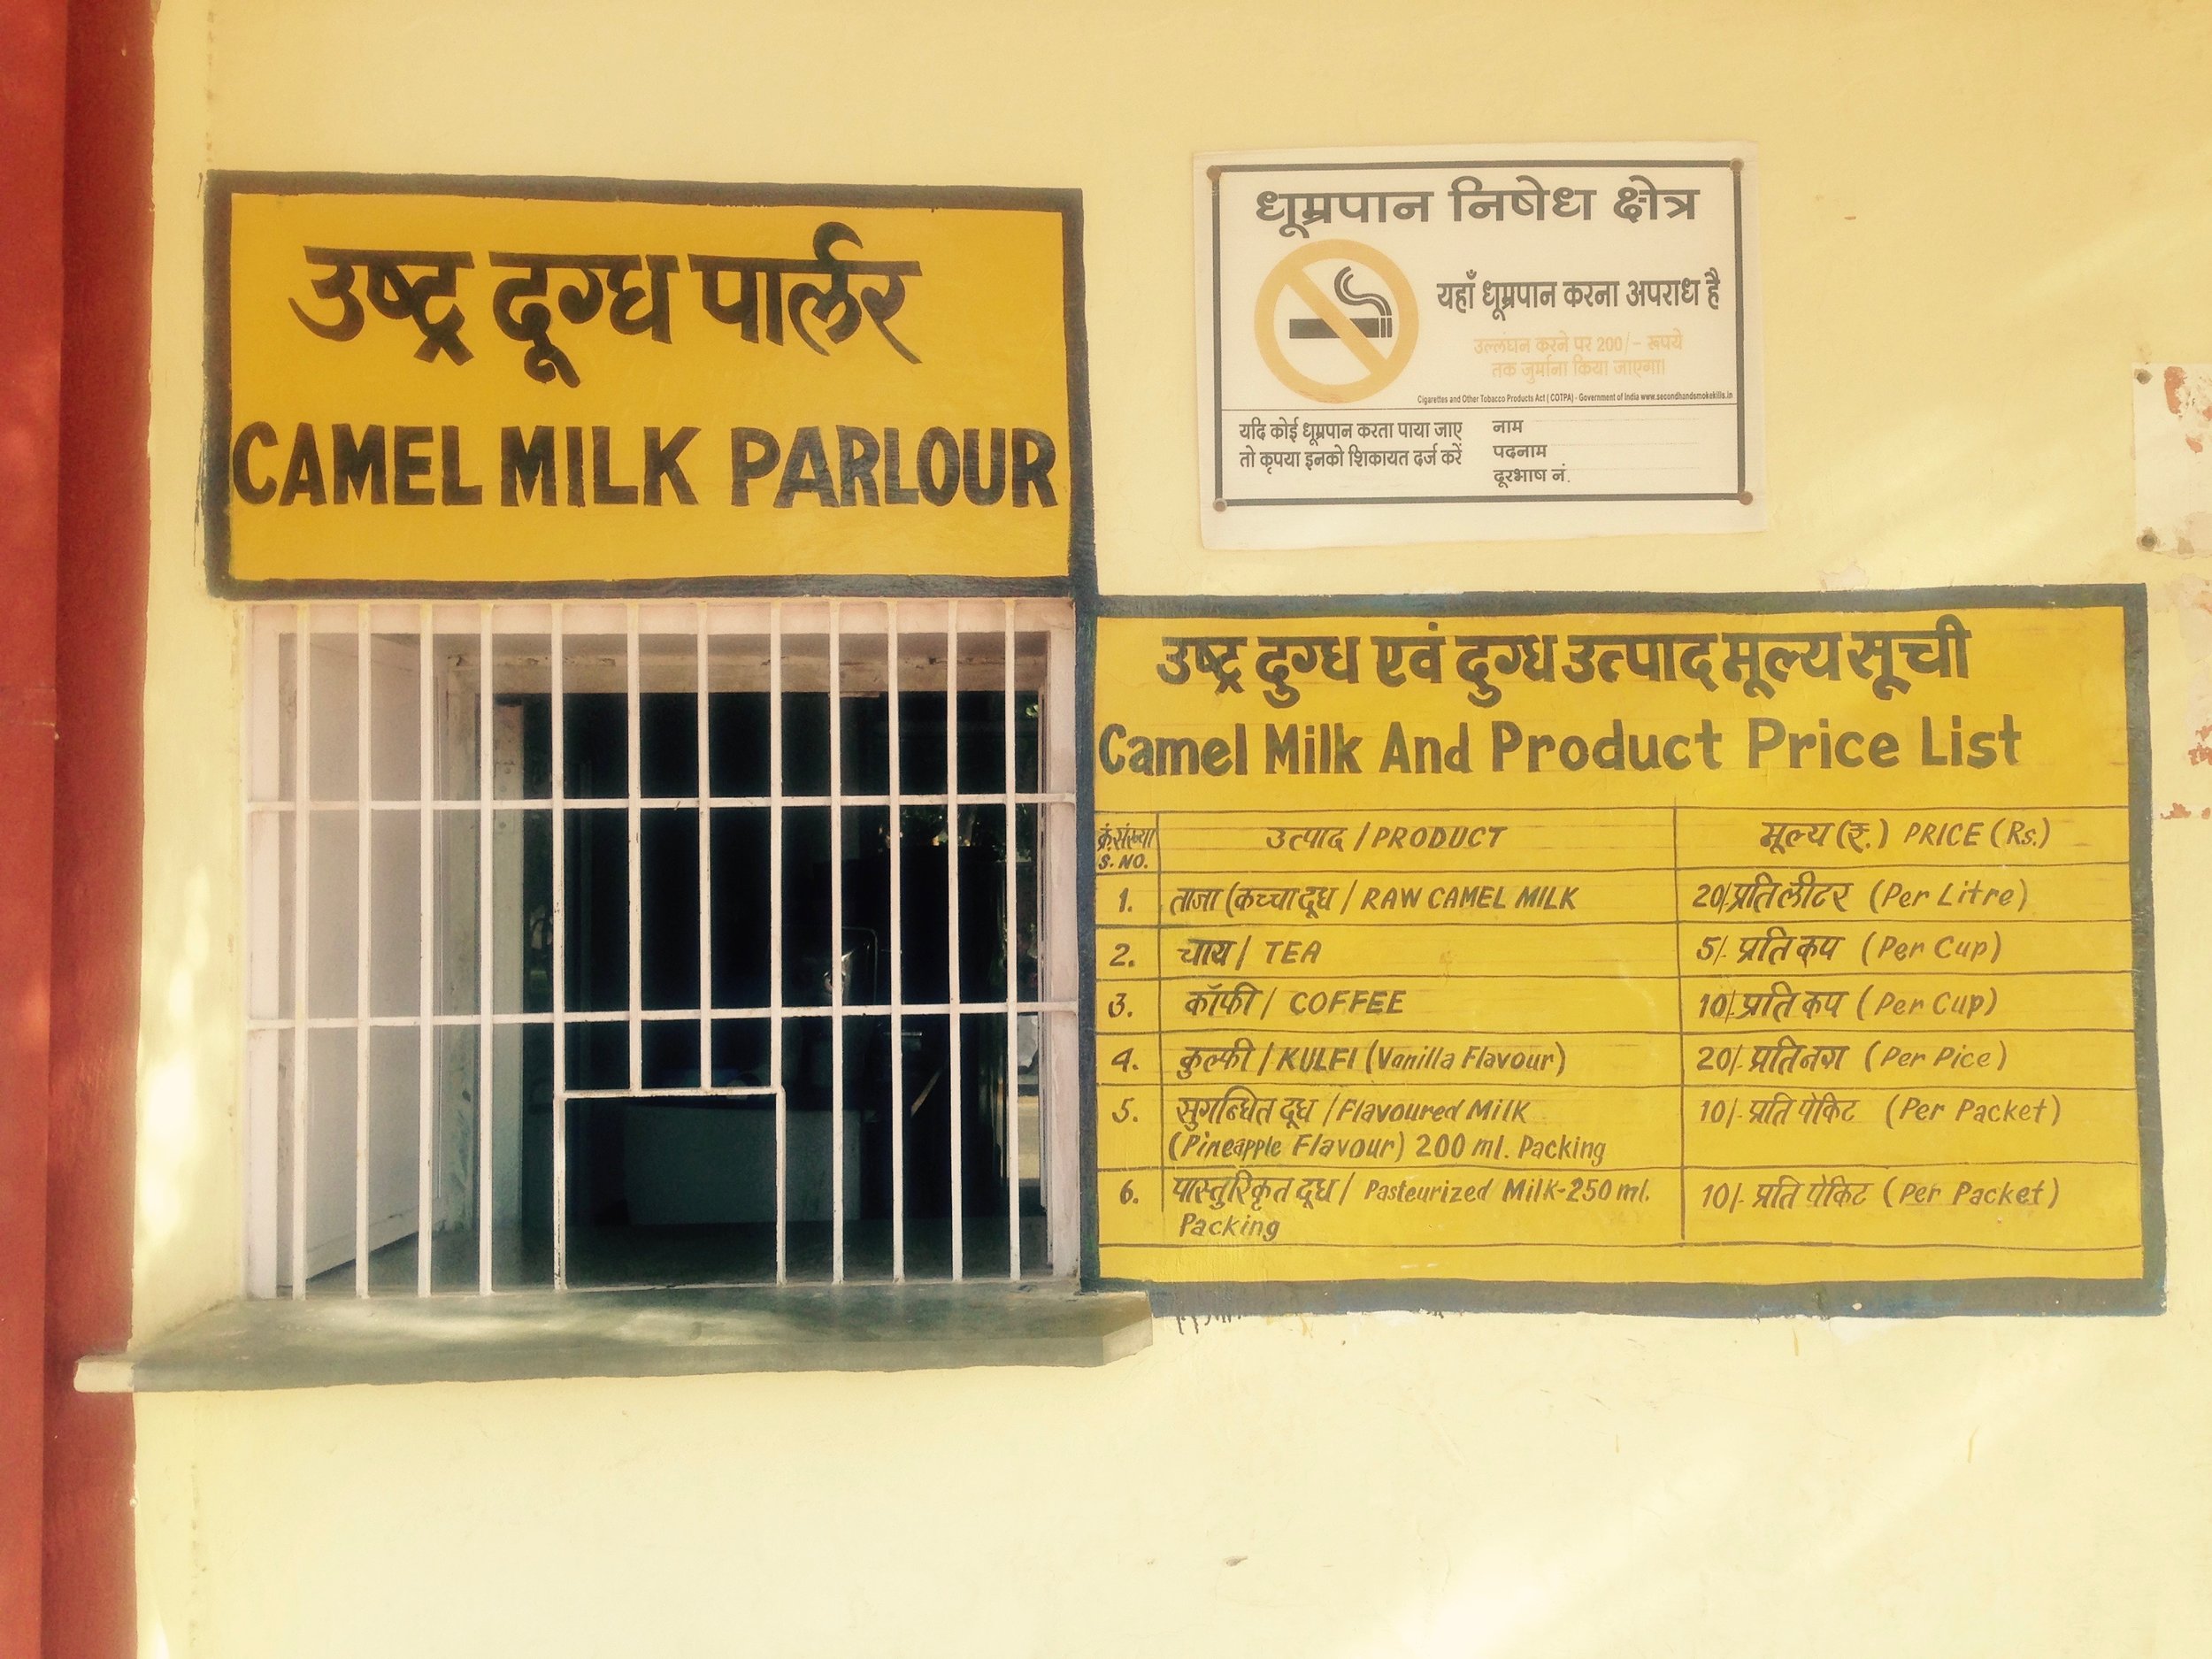 उष्ट्र दूग्ध पार्लर
CAMEL MILK PARLOUR
धूम्रपान निषेध क्षेत्र
यहाँ धूम्रपान करना अपराध है
उल्लंघन करने पर 200/- रूपये
तक जुर्माना किया जाएगा।
Cigarettes and Other Tobacco Products Act ( COTPA) - Government of India www.secondhandsmokekills.in
यदि कोई धूम्रपान करता पाया जाए
तो कृपया इनको शिकायत दर्ज करें
नाम
पदनाम
दूरभाष नं.
उष्ट्र दुग्ध एवं दुग्ध उत्पाद मूल्य सूची
Camel Milk And Product Price List
क्रं.संख्या
S. NO.
उत्पाद / PRODUCT
मूल्य (₹.) PRICE (Rs.)
1. ताजा (कच्चा दूध / RAW CAMEL MILK 20/- प्रति लीटर (Per Litre)
2. चाय / TEA 5/- प्रति कप (Per Cup)
3. कॉफी / COFFEE 10/- प्रति कप (Per Cup)
4. कुल्फी / KULFI (Vanilla Flavour) 20/- प्रति नग (Per Pice)
5. सुगन्धित दूध / Flavoured MILK 10/- प्रति पेकिट (Per Packet)
(Pineapple Flavour) 200 ml. Packing
6. पास्तुरिकृत दूध / Pasteurized Milk-250 ml. 10/- प्रति पेकिट (Per Packet)
Packing